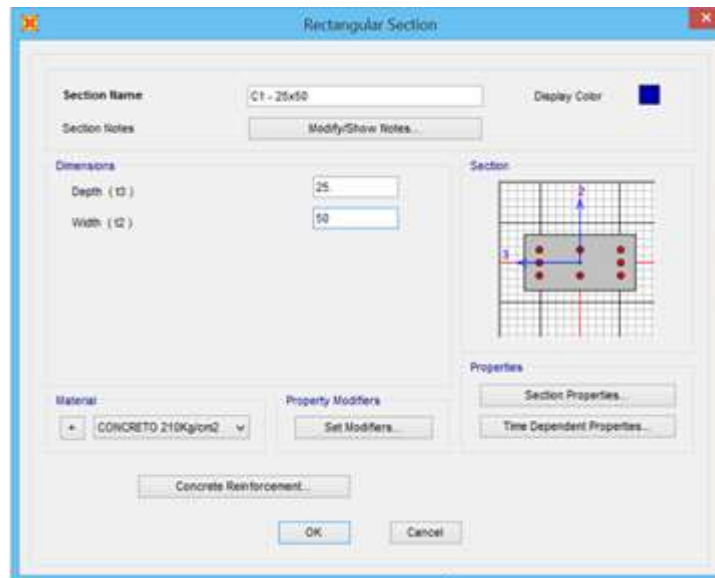 Rectangular Section
Section Name C1 - 25x50 Display Color
Section Notes Modify/Show Notes...
Dimensions
Depth ( t3 ) 25.
Width ( t2 ) 50
Section
2
3
Properties
Section Properties...
Time Dependent Properties...
Material
+ CONCRETO 210Kg/cm2
Property Modifiers
Set Modifiers...
Concrete Reinforcement...
OK Cancel